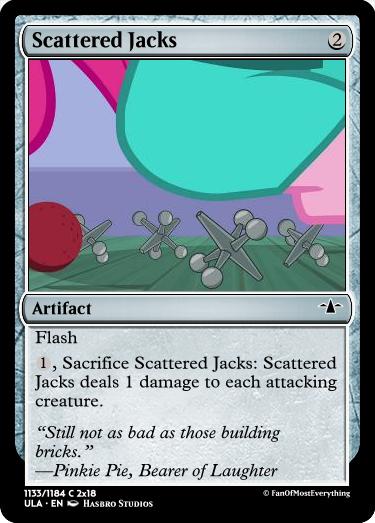 Scattered Jacks 2
Artifact
Flash
1, Sacrifice Scattered Jacks: Scattered
Jacks deals 1 damage to each attacking
creature.
“Still not as bad as those building
bricks.”
—Pinkie Pie, Bearer of Laughter
1133/1184 C 2x18
ULA • EN Hasbro Studios
© FanOfMostEverything